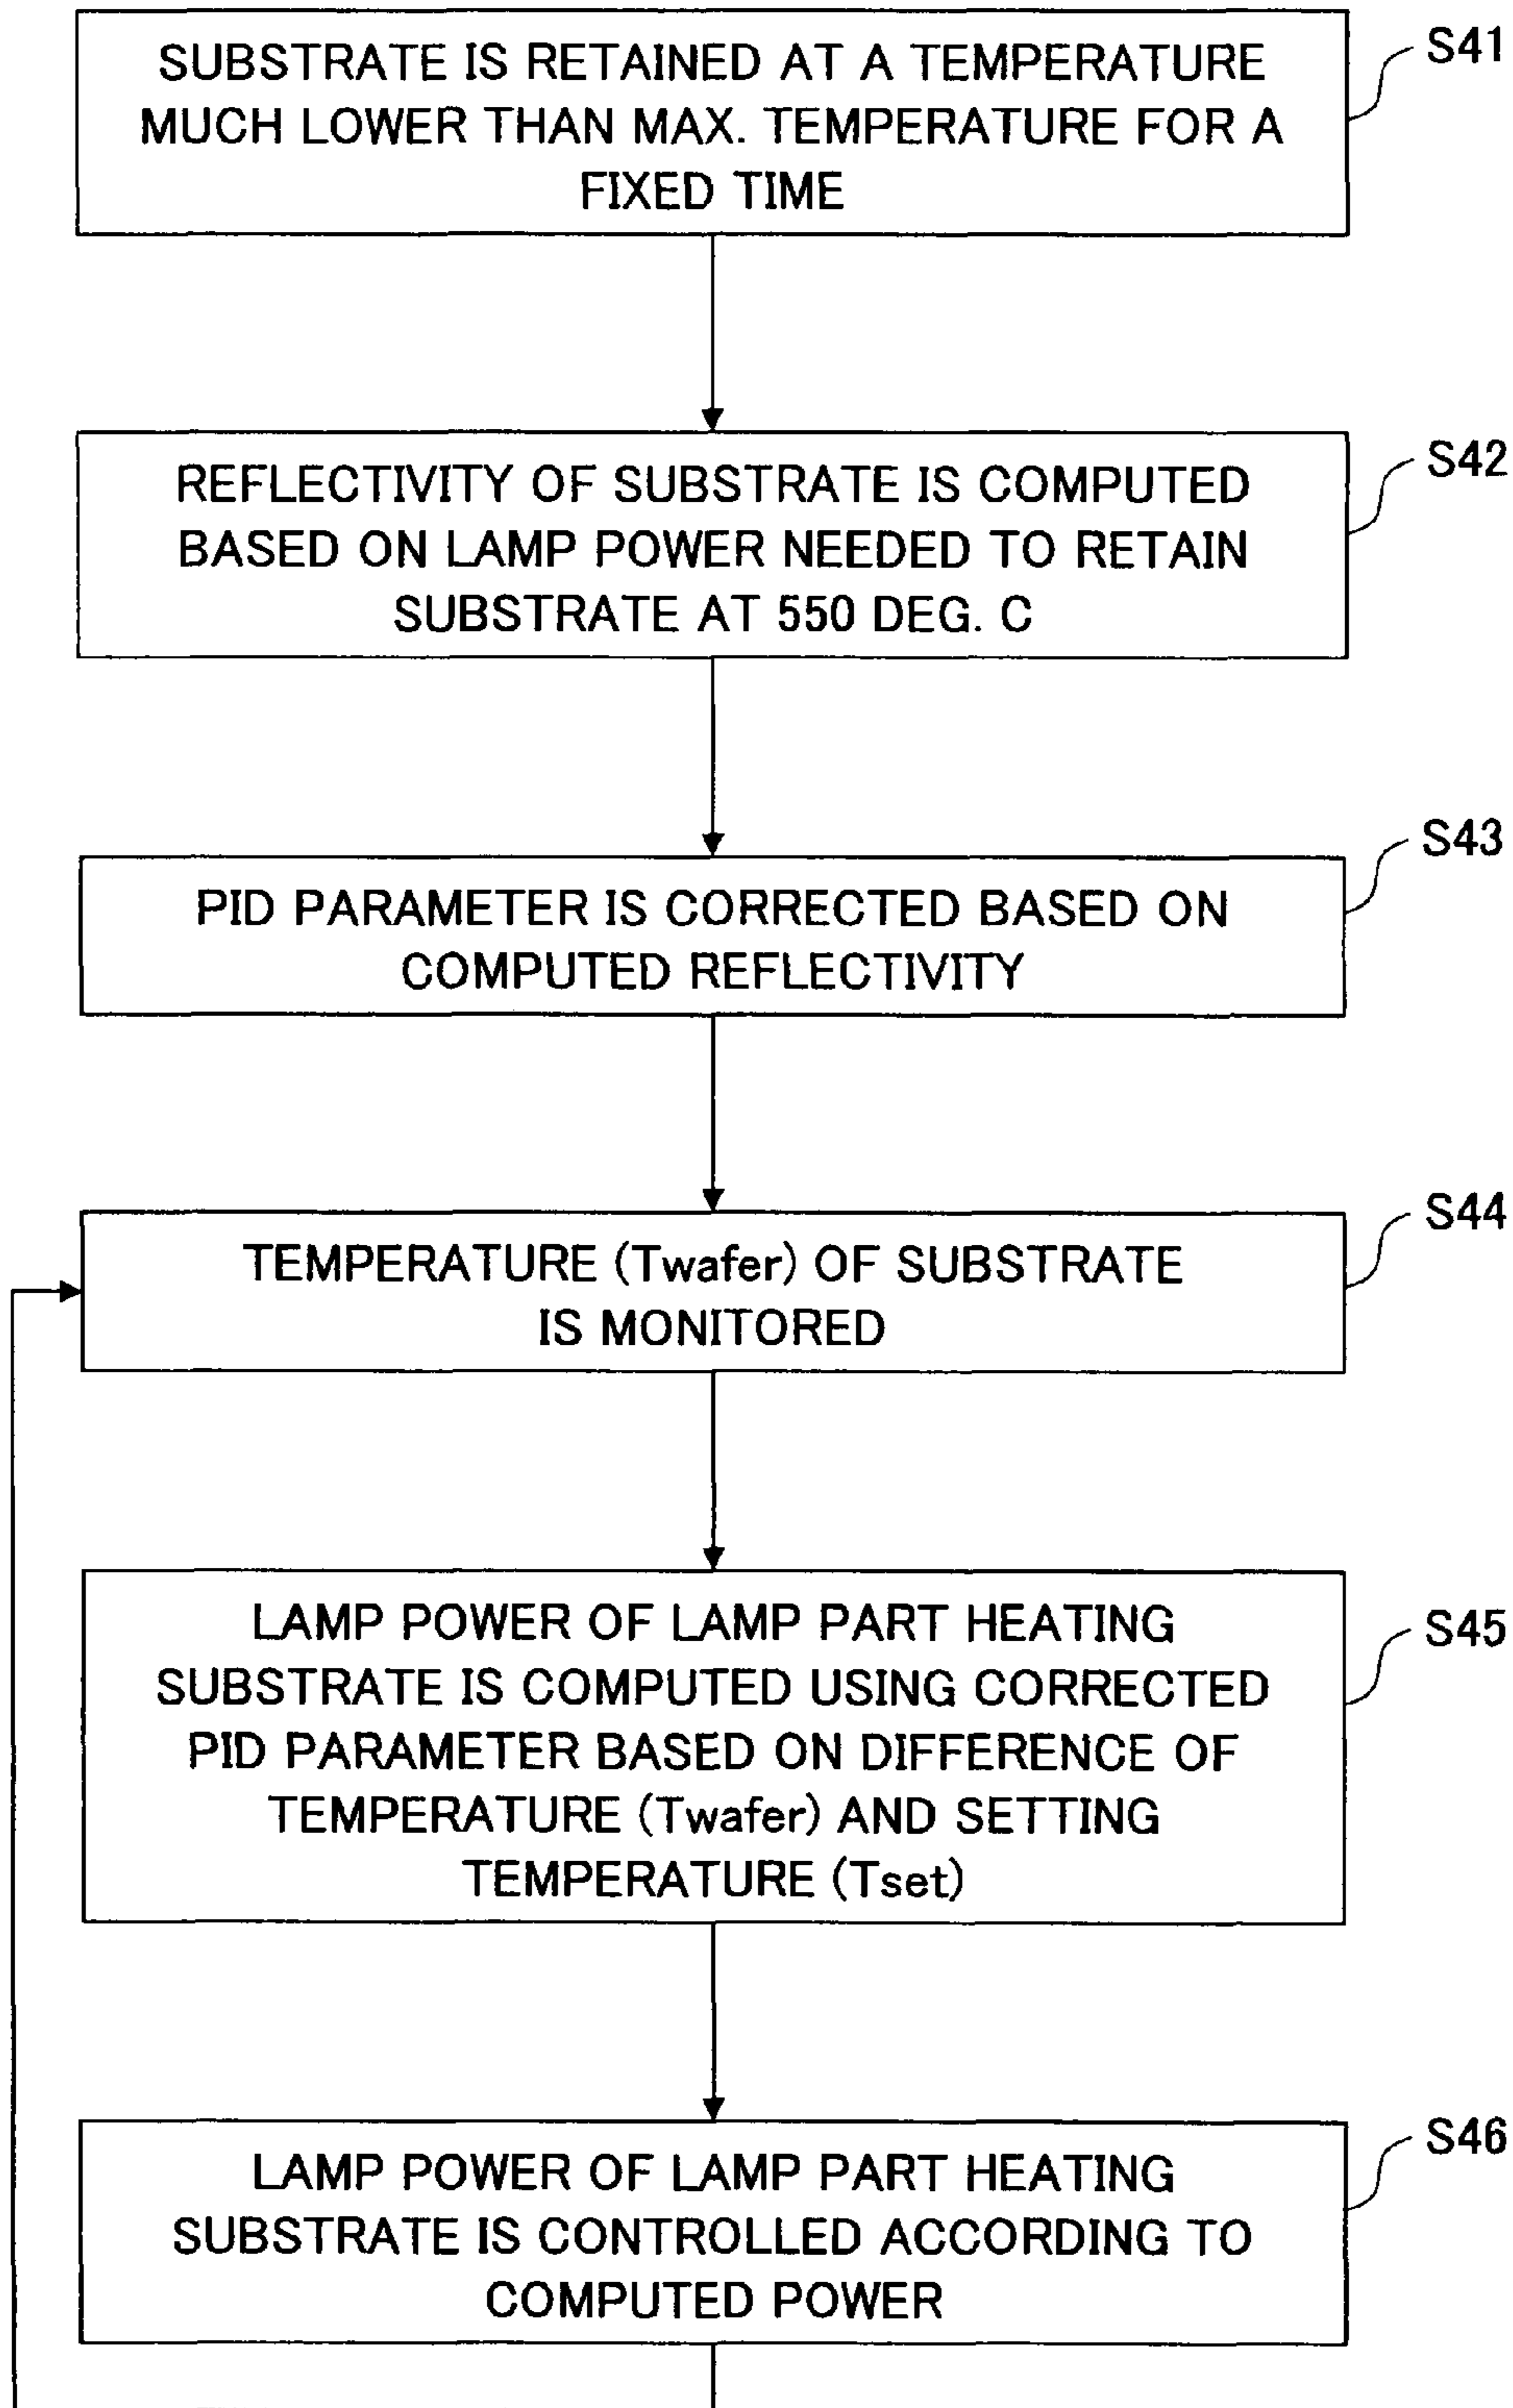 SUBSTRATE IS RETAINED AT A TEMPERATURE
MUCH LOWER THAN MAX. TEMPERATURE FOR A
FIXED TIME
S41
REFLECTIVITY OF SUBSTRATE IS COMPUTED
BASED ON LAMP POWER NEEDED TO RETAIN
SUBSTRATE AT 550 DEG. C
S42
PID PARAMETER IS CORRECTED BASED ON
COMPUTED REFLECTIVITY
S43
TEMPERATURE (Twafer) OF SUBSTRATE
IS MONITORED
S44
LAMP POWER OF LAMP PART HEATING
SUBSTRATE IS COMPUTED USING CORRECTED
PID PARAMETER BASED ON DIFFERENCE OF
TEMPERATURE (Twafer) AND SETTING
TEMPERATURE (Tset)
S45
LAMP POWER OF LAMP PART HEATING
SUBSTRATE IS CONTROLLED ACCORDING TO
COMPUTED POWER
S46